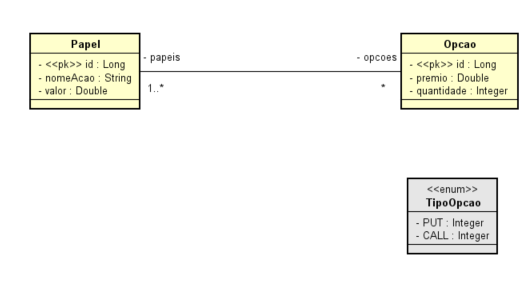 Papel
- <<pk>> id : Long
- nomeAcao : String
- valor : Double
- papeis
1..*
- opcoes
*
Opcao
- <<pk>> id : Long
- premio : Double
- quantidade : Integer
<<enum>>
TipoOpcao
- PUT : Integer
- CALL : Integer